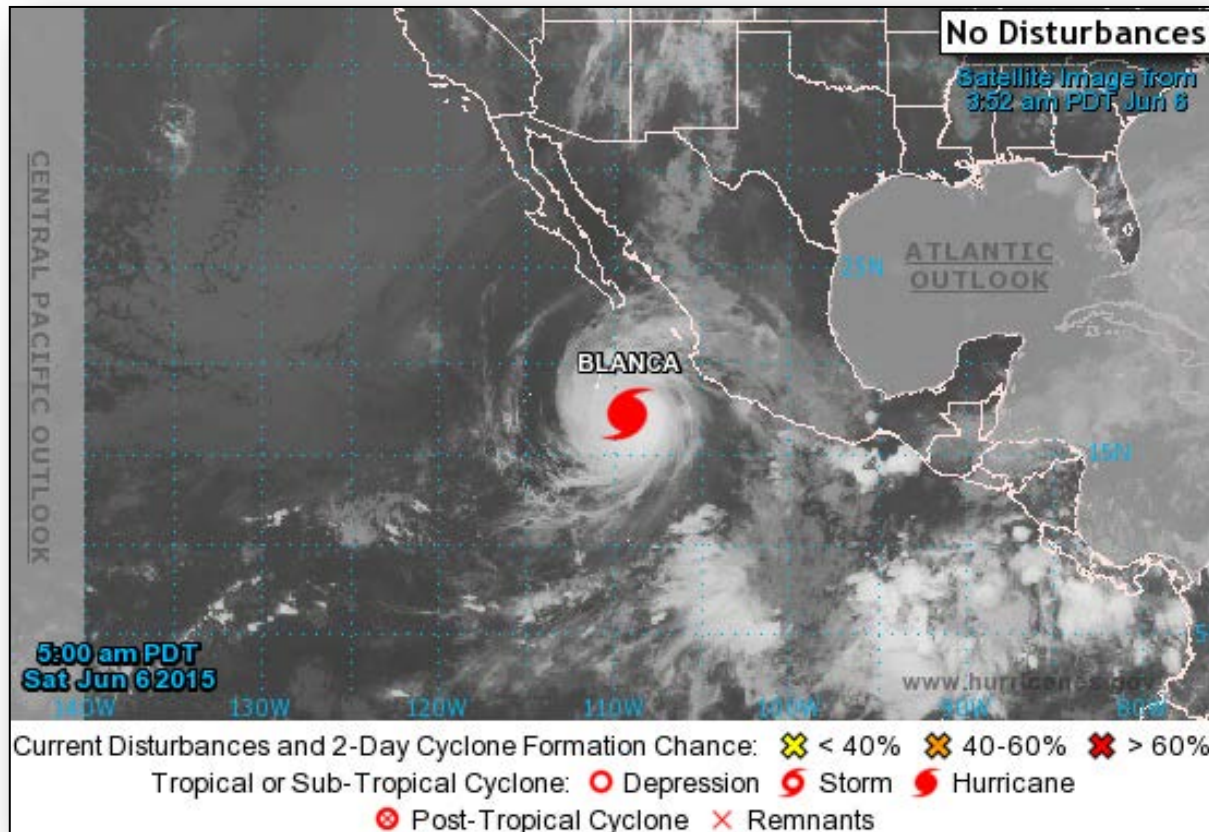 No Disturbances
Satellite Image from
3:52 am PDT Jun 6
CENTRAL PACIFIC OUTLOOK
ATLANTIC
OUTLOOK
25N
BLANCA
15N
5
5:00 am PDT
Sat Jun 6 2015
www.hurricanes.gov
140W 130W 120W 110W 100W 90W 80W
Current Disturbances and 2-Day Cyclone Formation Chance: < 40% 40-60% > 60%
Tropical or Sub-Tropical Cyclone: Depression Storm Hurricane
Post-Tropical Cyclone Remnants